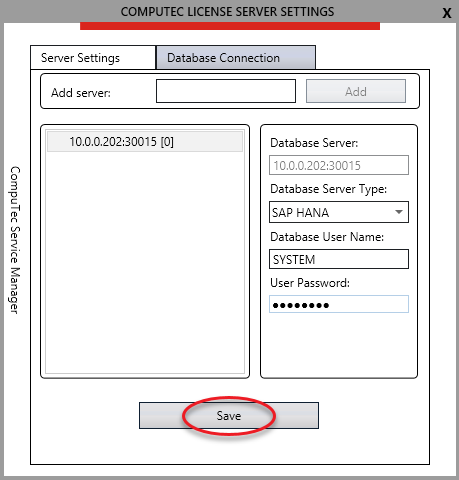 COMPUTEC LICENSE SERVER SETTINGS
X
Server Settings
Database Connection
Add server:
Add
10.0.0.202:30015 [0]
Database Server:
10.0.0.202:30015
Database Server Type:
SAP HANA
Database User Name:
SYSTEM
User Password:
●●●●●●●●
Save
CompuTec Service Manager